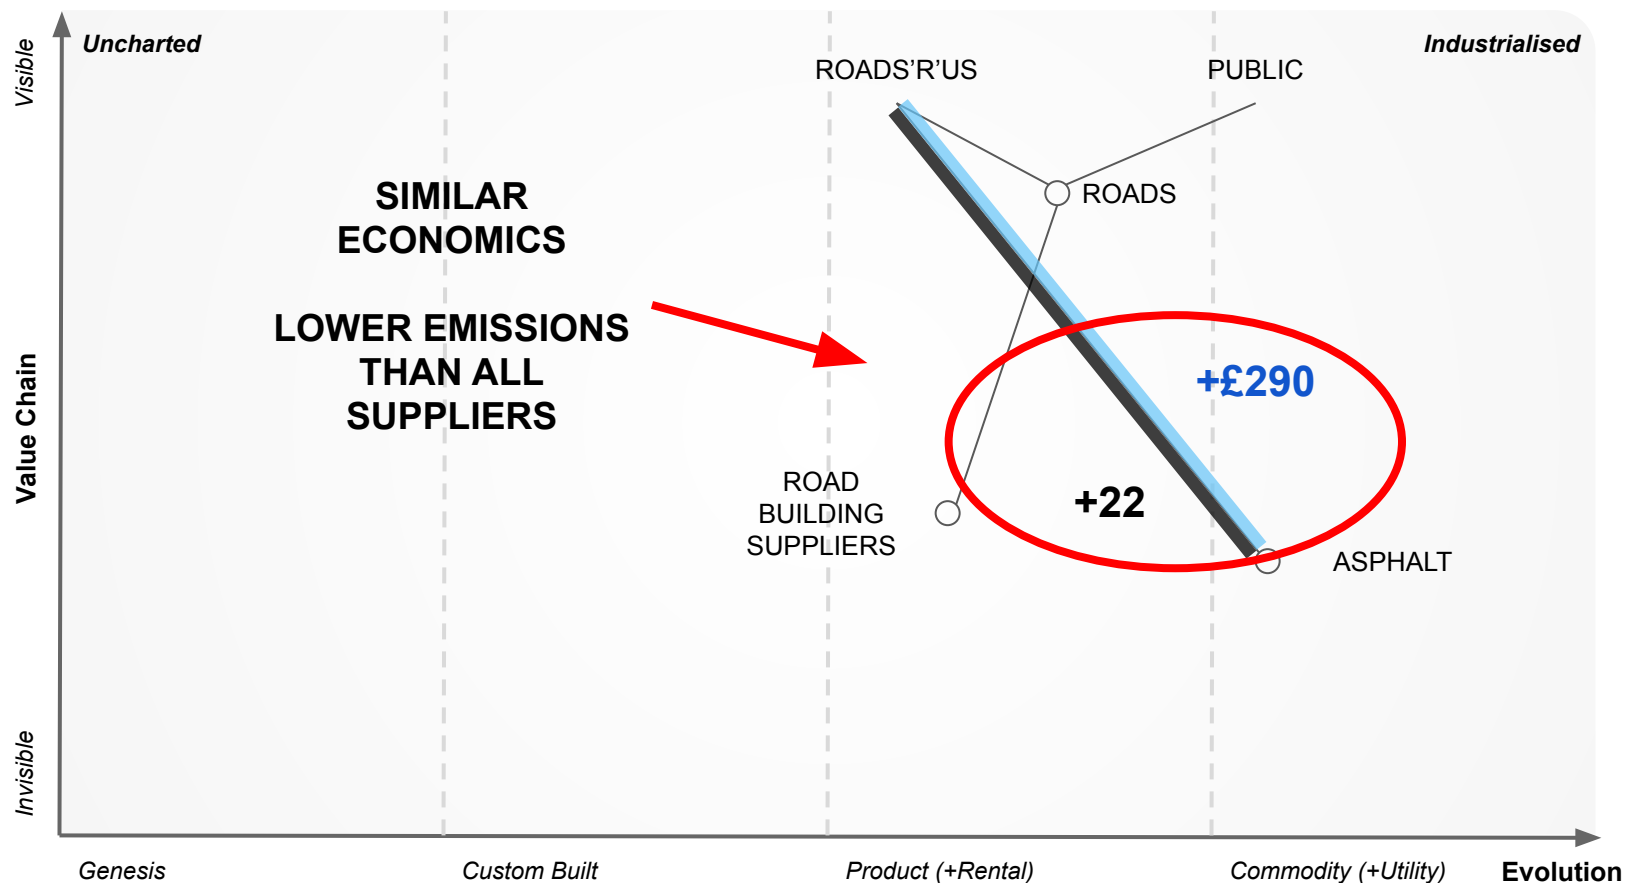 Visible
Uncharted
Industrialised
ROADS’R’US
PUBLIC
ROADS
SIMILAR
ECONOMICS
LOWER EMISSIONS
THAN ALL
SUPPLIERS
+£290
+22
ROAD
BUILDING
SUPPLIERS
ASPHALT
Value Chain
Invisible
Genesis
Custom Built
Product (+Rental)
Commodity (+Utility)
Evolution